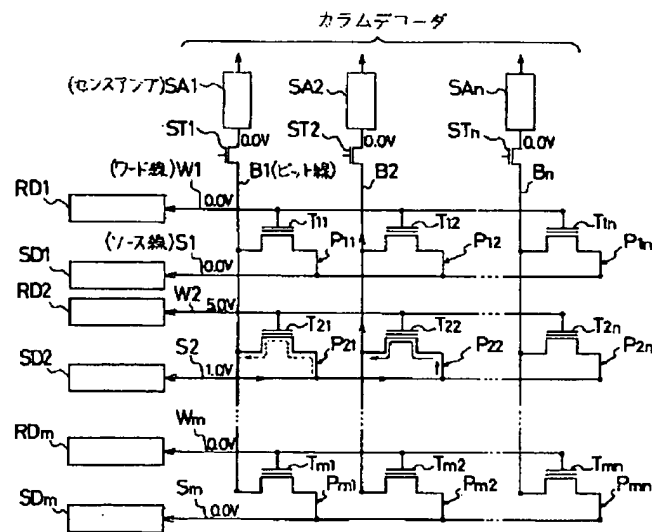 カラムデコーダ
(センスアンプ)SA1 SA2 SAn
ST1 0.0V ST2 0.0V STn 0.0V
(ワード線)W1 B1(ビット線) B2 Bn
RD1 0.0V
T11 T12 T1n
(ソース線)S1 P11 P12 P1n
SD1 0.0V
RD2 W2 5.0V
T21 T22 T2n
S2 P21 P22 P2n
SD2 1.0V
Wm
RDm 0.0V
Tm1 Tm2 Tmn
Sm Pm1 Pm2 Pmn
SDm 0.0V